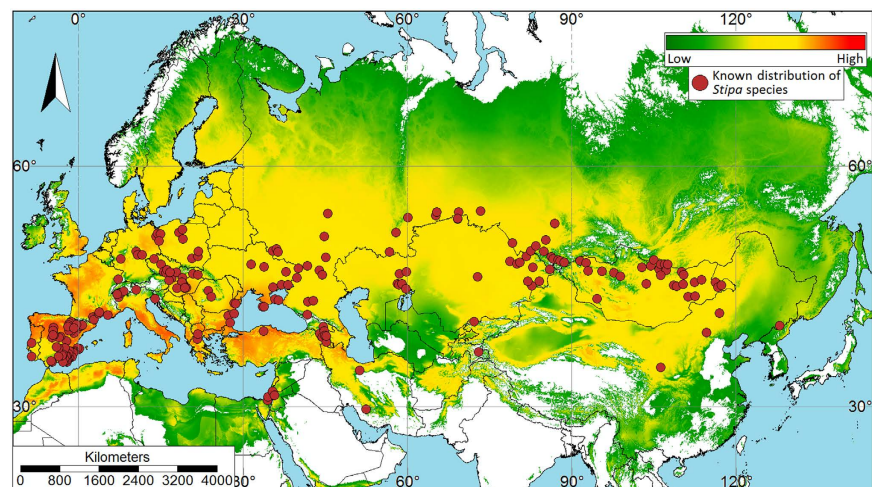 0° 30° 60° 90° 120°
Low High
Known distribution of
Stipa species
60° 60°
30° 30°
Kilometers
0 800 1600 2400 3200 4000
0° 30° 60° 90° 120°